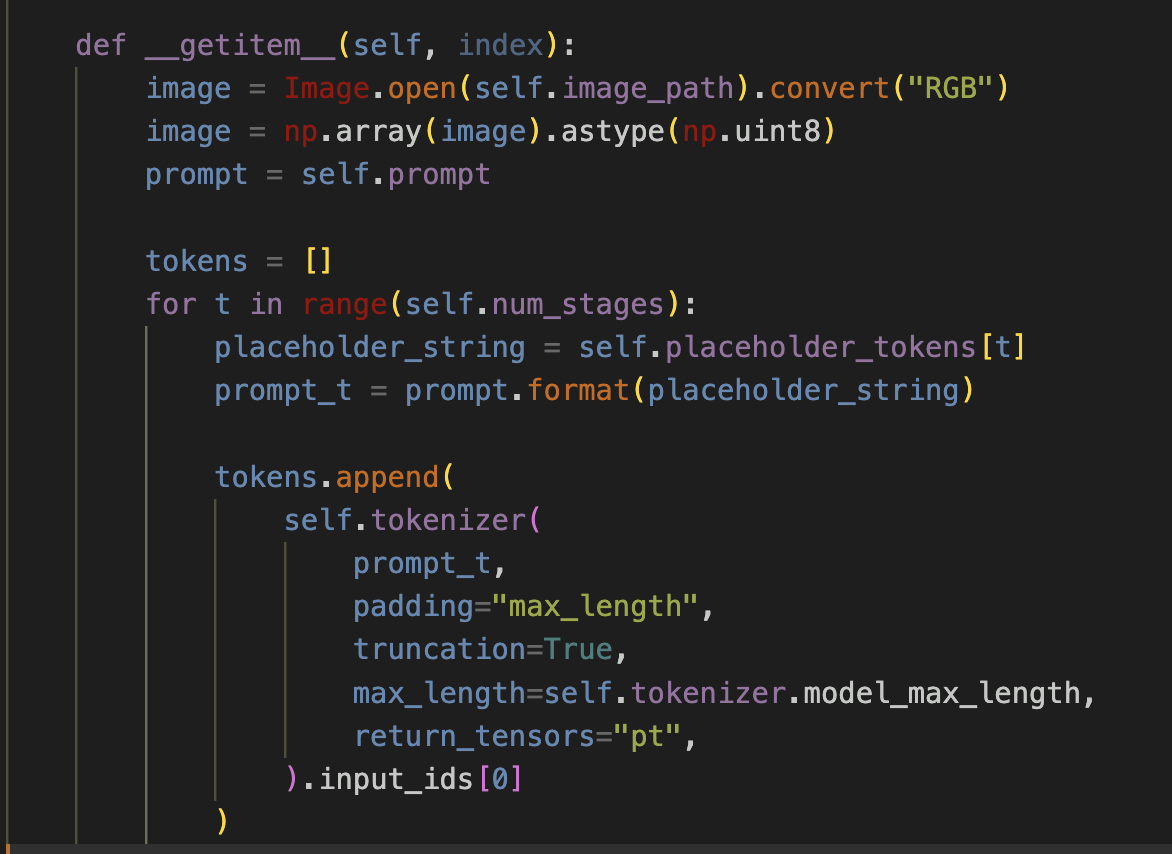 def __getitem__(self, index):
image = Image.open(self.image_path).convert("RGB")
image = np.array(image).astype(np.uint8)
prompt = self.prompt
tokens = []
for t in range(self.num_stages):
placeholder_string = self.placeholder_tokens[t]
prompt_t = prompt.format(placeholder_string)
tokens.append(
self.tokenizer(
prompt_t,
padding="max_length",
truncation=True,
max_length=self.tokenizer.model_max_length,
return_tensors="pt",
).input_ids[0]
)